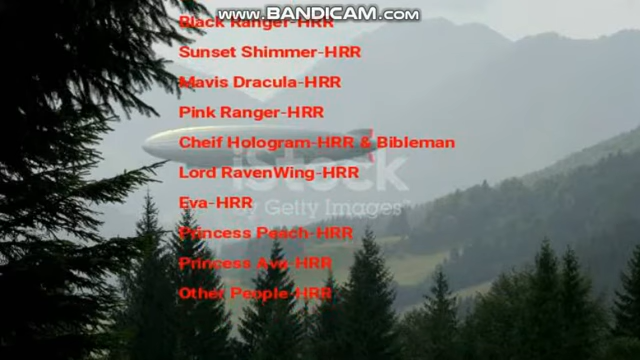 www.BANDICAM.com
Black Ranger-HRR
Sunset Shimmer-HRR
Mavis Dracula-HRR
Pink Ranger-HRR
Cheif Hologram-HRR & Bibleman
iStock
Lord RavenWing-HRR
Eva-HRR
by Getty Images
Princess Peach-HRR
Princess Ava-HRR
Other People-HRR